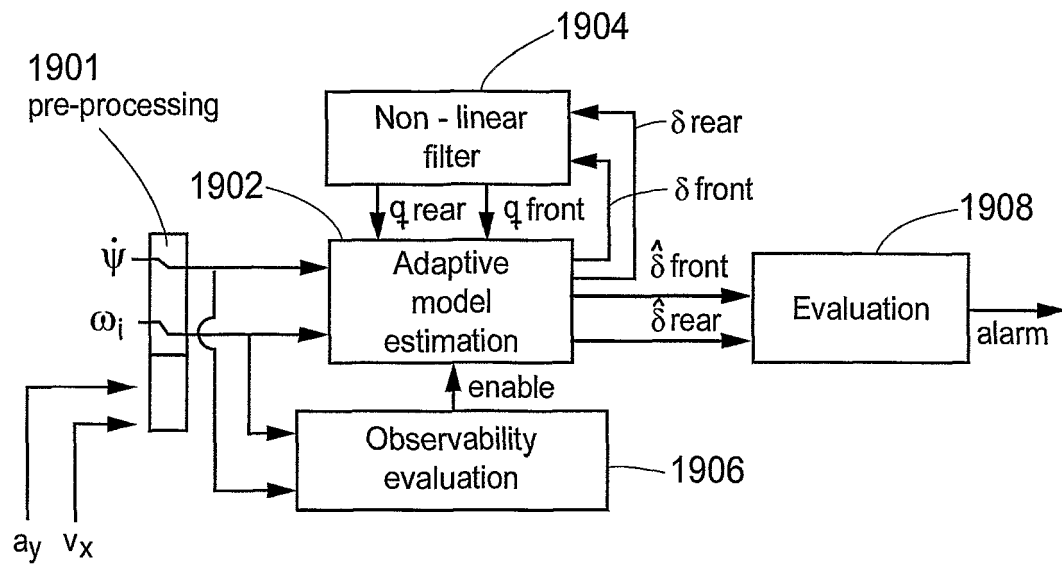 1904
1901
pre-processing
Non - linear
filter
δ rear
1902
q rear
q front
δ front
1908
ψ̇
Adaptive
model
estimation
δ̂ front
δ̂ rear
Evaluation
alarm
ωi
enable
Observability
evaluation
1906
ay
vx